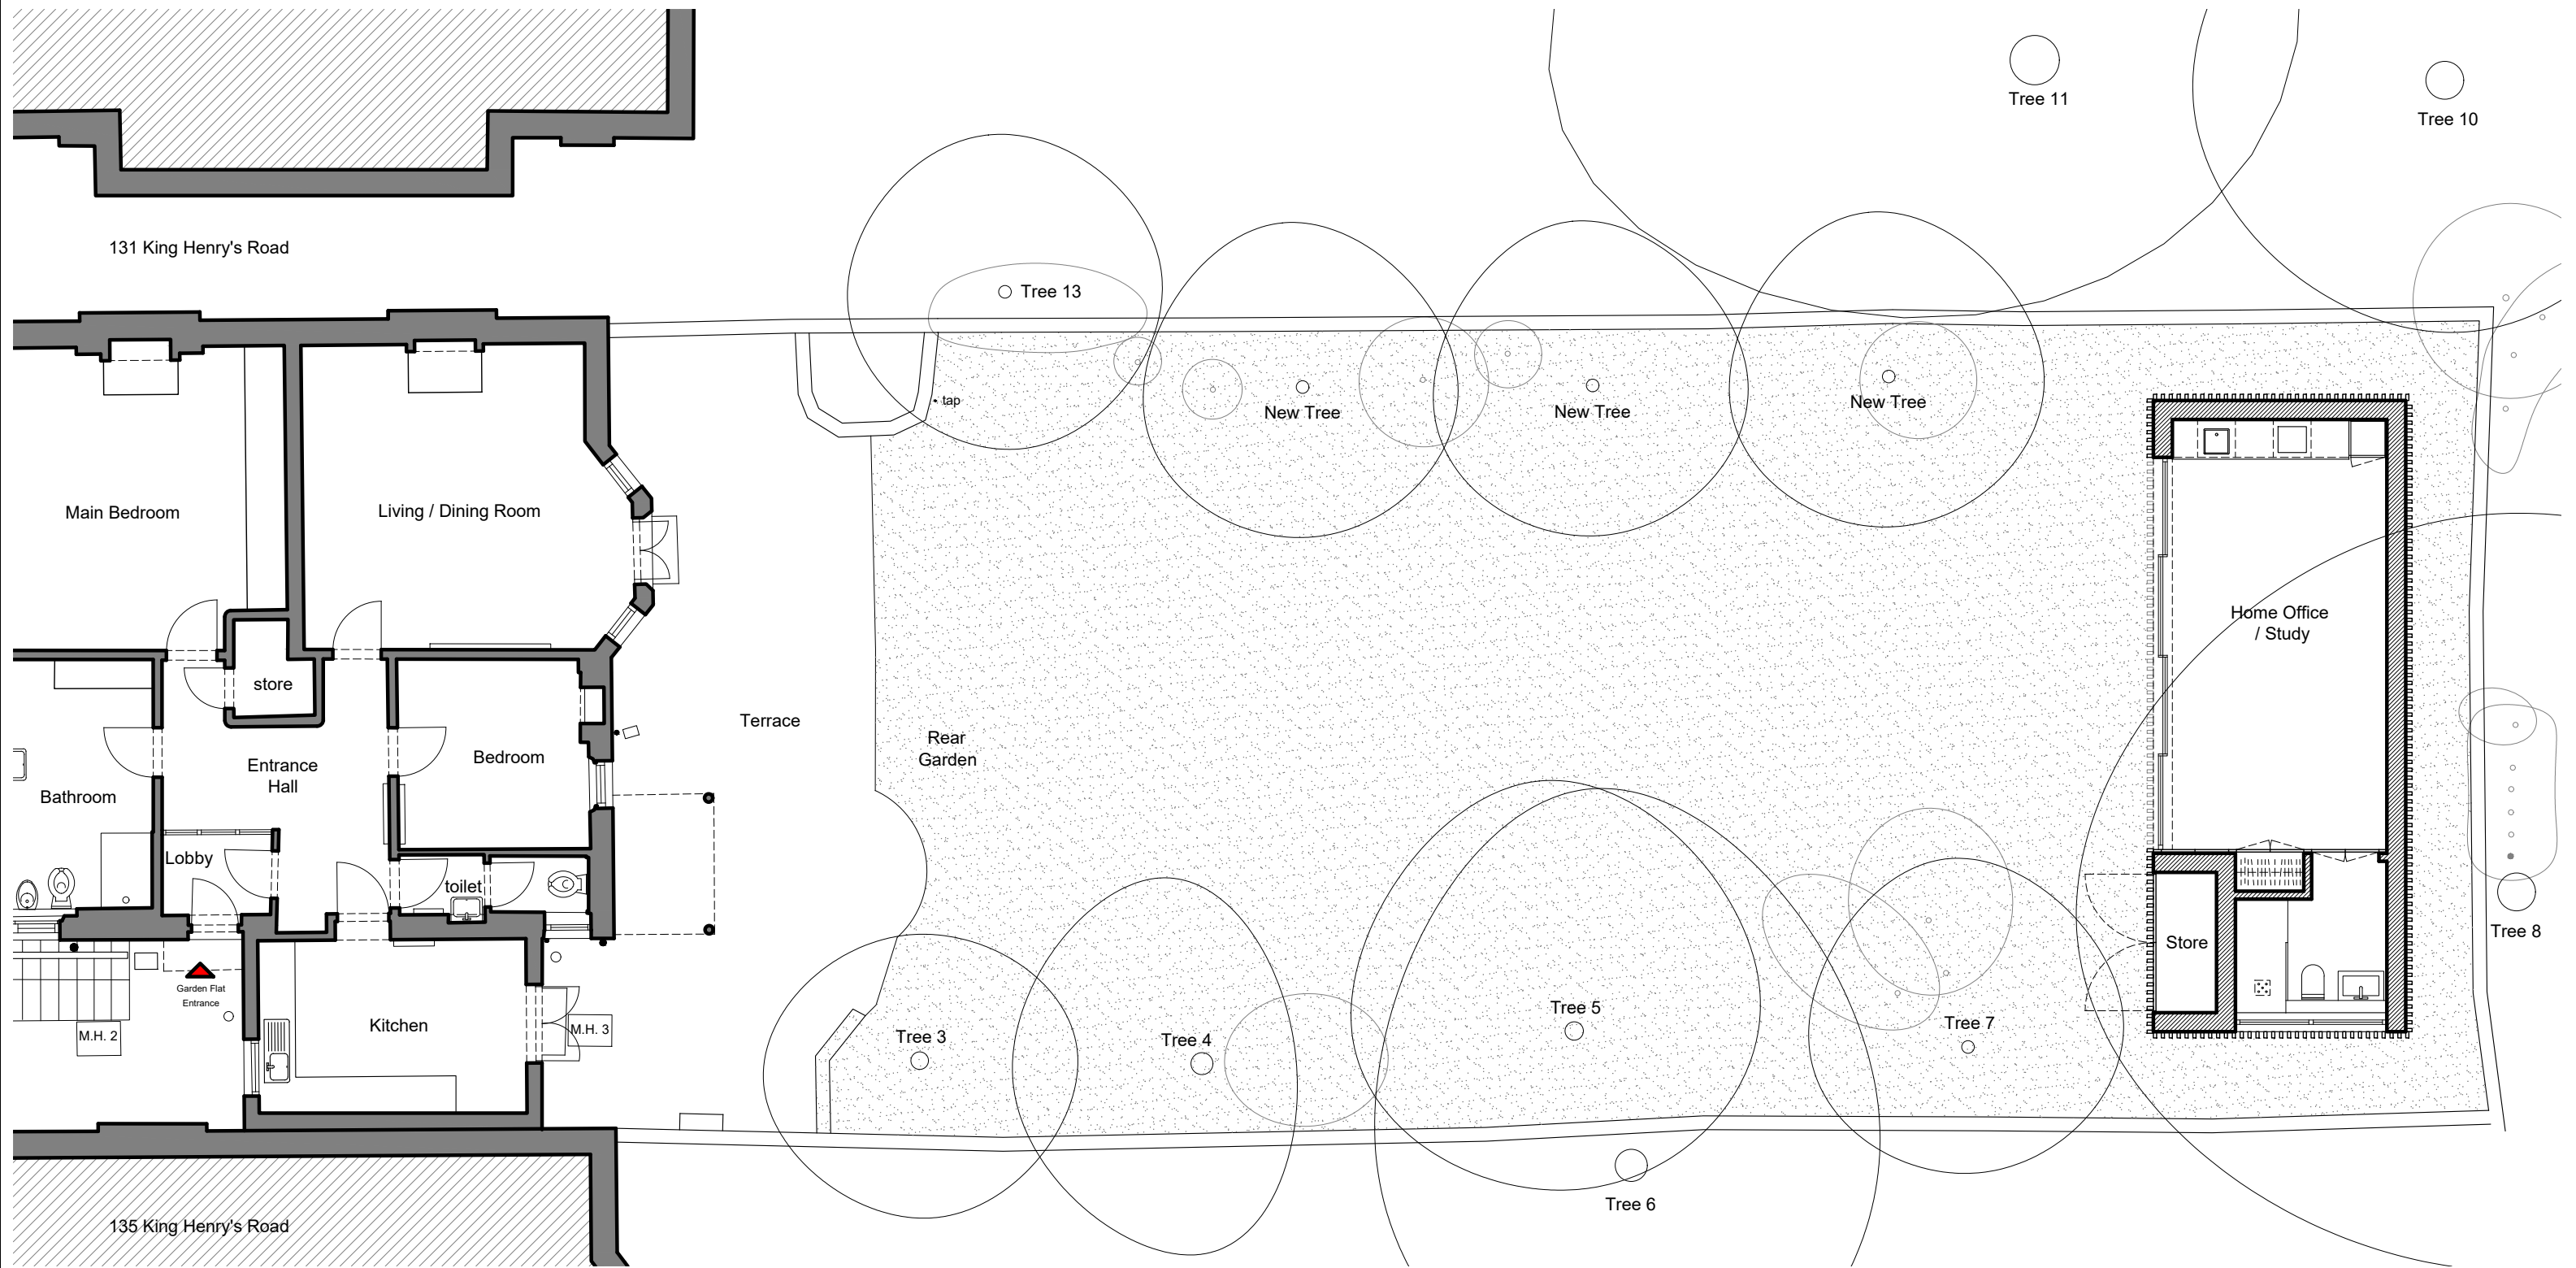 Tree 11
Tree 10
131 King Henry's Road
Tree 13
tap
New Tree
New Tree
New Tree
Main Bedroom
Living / Dining Room
Home Office
/ Study
store
Terrace
Rear
Garden
Bedroom
Entrance
Hall
Bathroom
Lobby
toilet
Tree 8
Store
Garden Flat
Entrance
Kitchen
M.H. 2
M.H. 3
Tree 3
Tree 4
Tree 5
Tree 7
Tree 6
135 King Henry's Road